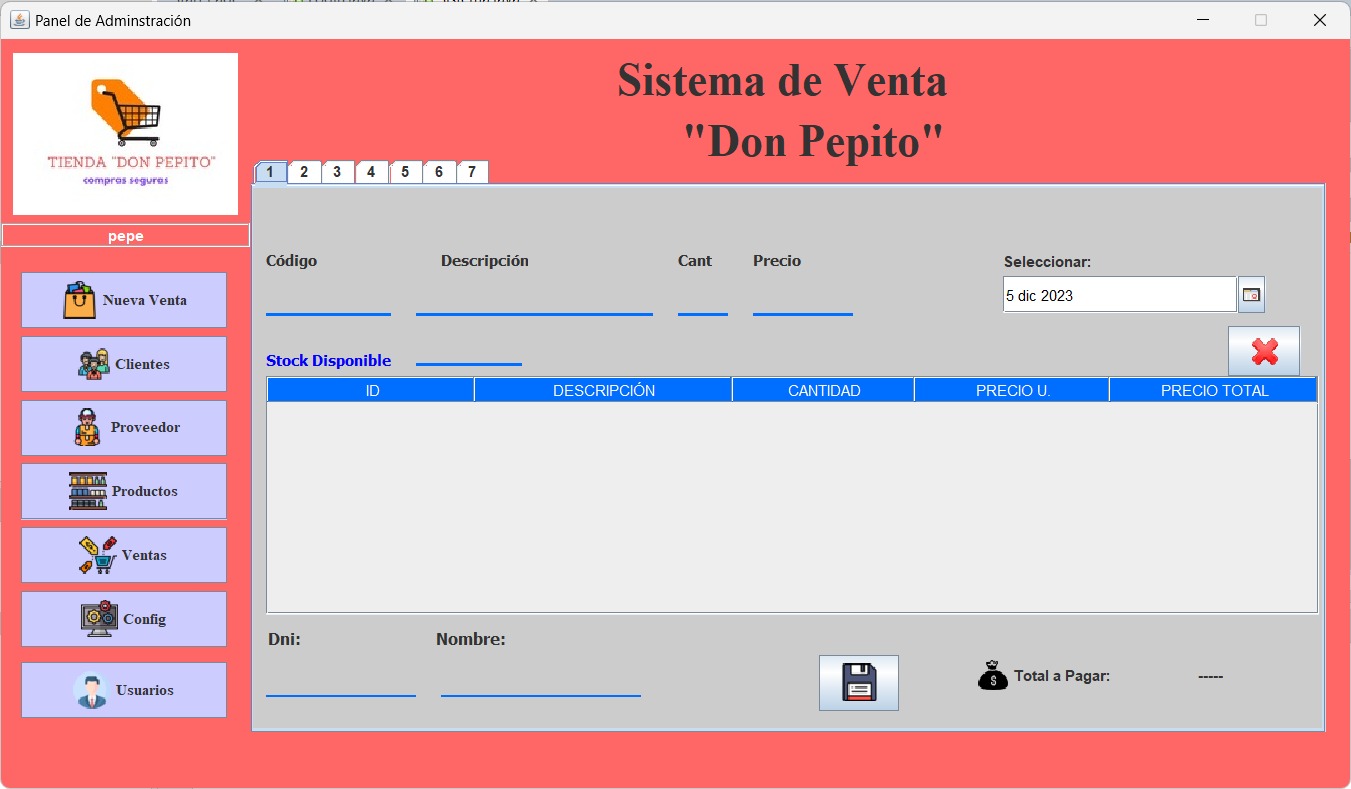 Panel de Adminstración
TIENDA "DON PEPITO"
compras seguras
Sistema de Venta
"Don Pepito"
1 2 3 4 5 6 7
pepe
Nueva Venta
Clientes
Proveedor
Productos
Ventas
Config
Usuarios
Código Descripción Cant Precio Seleccionar:
5 dic 2023
Stock Disponible
ID DESCRIPCIÓN CANTIDAD PRECIO U. PRECIO TOTAL
Dni: Nombre:
Total a Pagar: -----